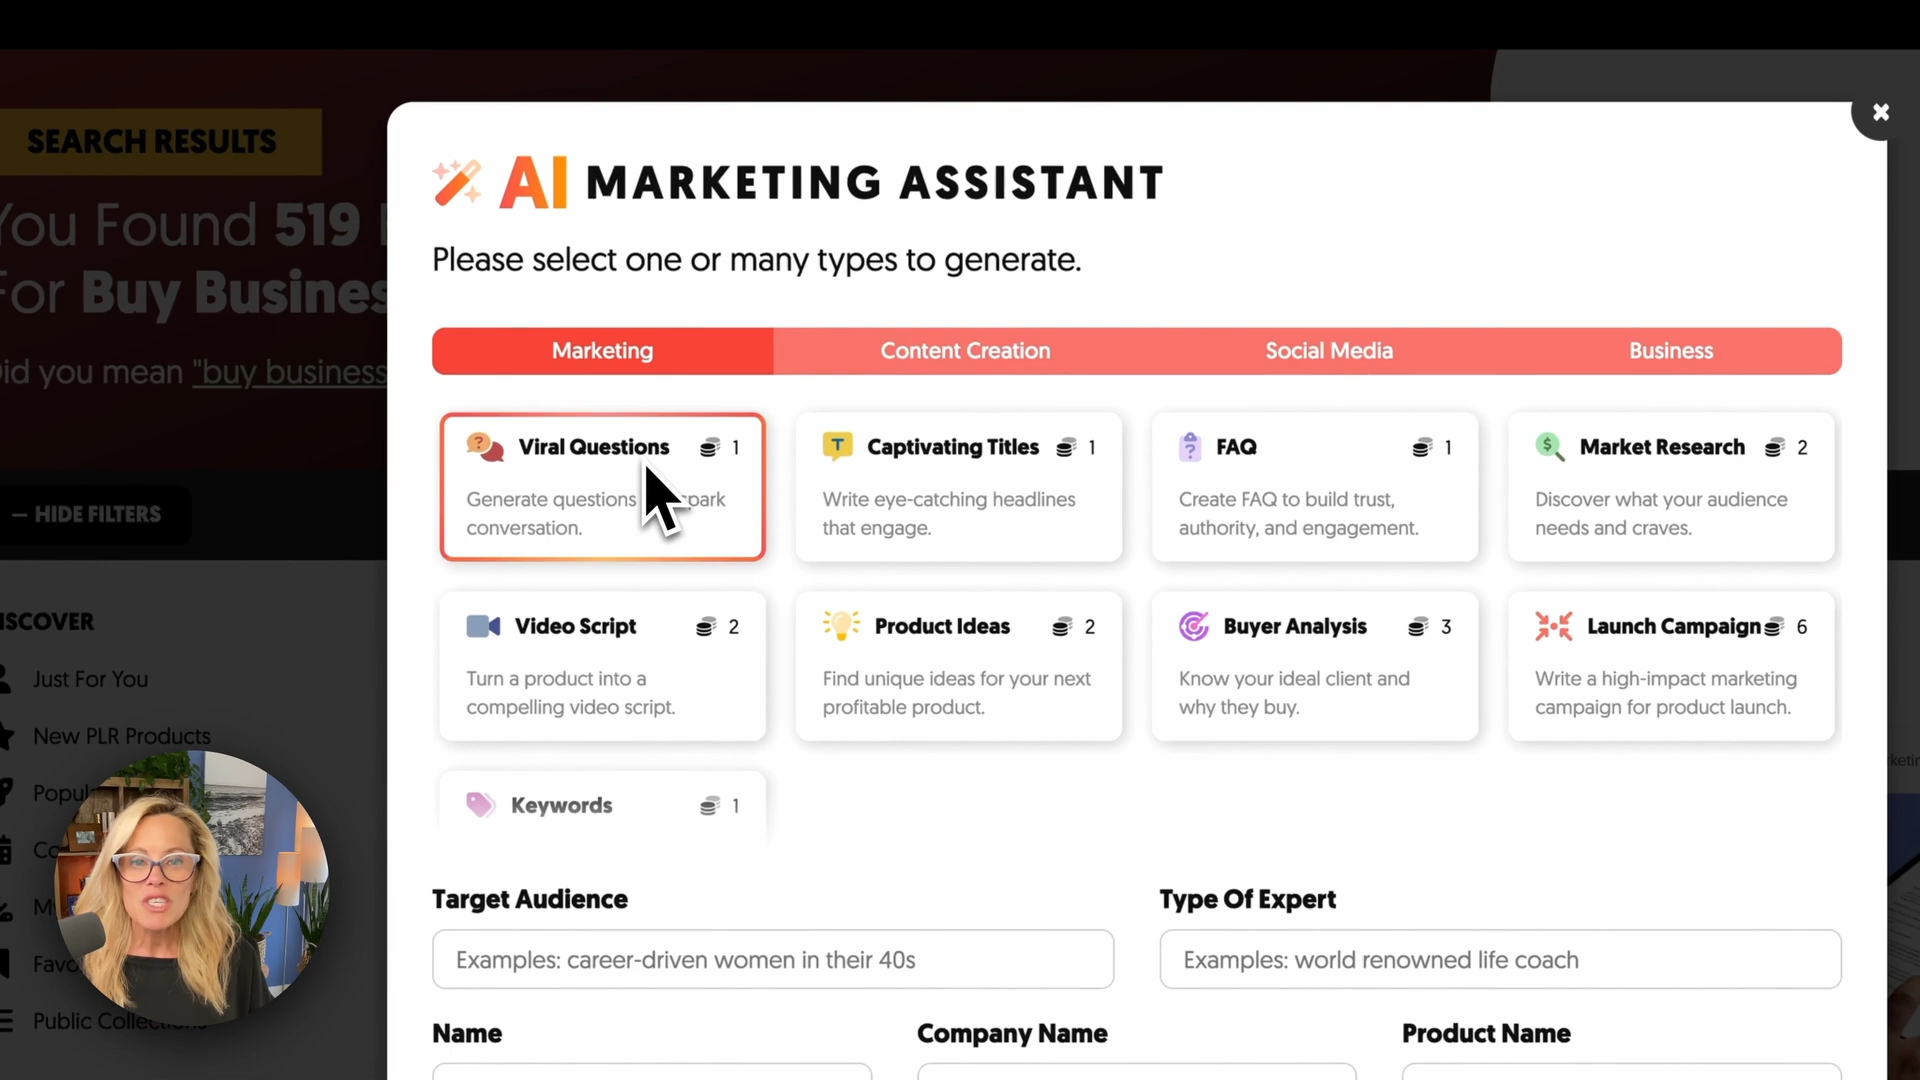 SEARCH RESULTS
You Found 519
For Buy Busines
Did you mean "buy business
— HIDE FILTERS
DISCOVER
Just For You
New PLR Products
Public
AI MARKETING ASSISTANT
Please select one or many types to generate.
Marketing Content Creation Social Media Business
Viral Questions 1
Generate questions spark
conversation.
Captivating Titles 1
Write eye-catching headlines
that engage.
FAQ 1
Create FAQ to build trust,
authority, and engagement.
Market Research 2
Discover what your audience
needs and craves.
Video Script 2
Turn a product into a
compelling video script.
Product Ideas 2
Find unique ideas for your next
profitable product.
Buyer Analysis 3
Know your ideal client and
why they buy.
Launch Campaign 6
Write a high-impact marketing
campaign for product launch.
Keywords 1
Target Audience
Examples: career-driven women in their 40s
Type Of Expert
Examples: world renowned life coach
Name
Company Name
Product Name